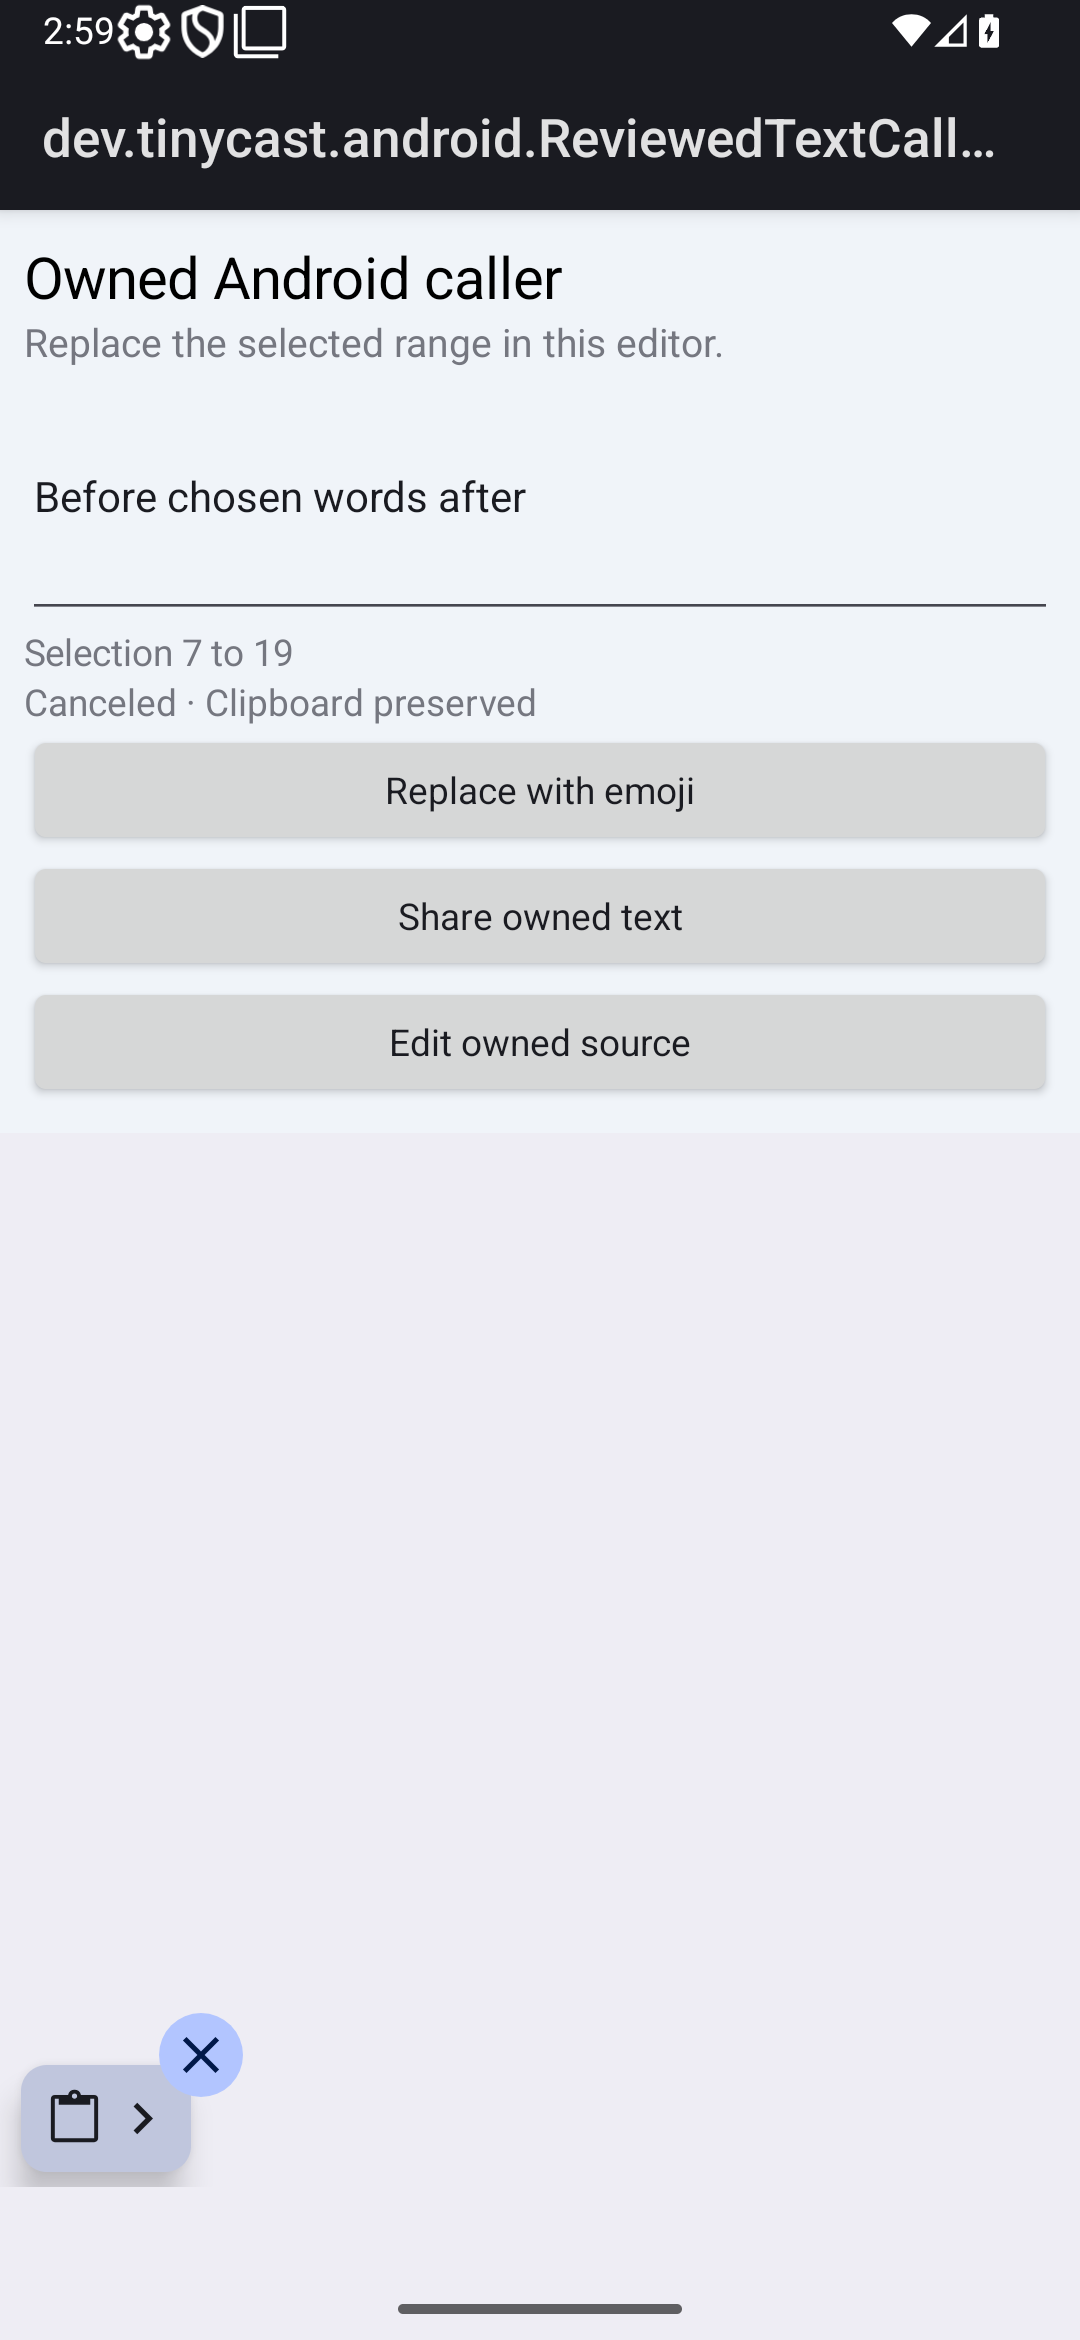 2:59
dev.tinycast.android.ReviewedTextCall...
Owned Android caller
Replace the selected range in this editor.
Before chosen words after
Selection 7 to 19
Canceled · Clipboard preserved
Replace with emoji
Share owned text
Edit owned source